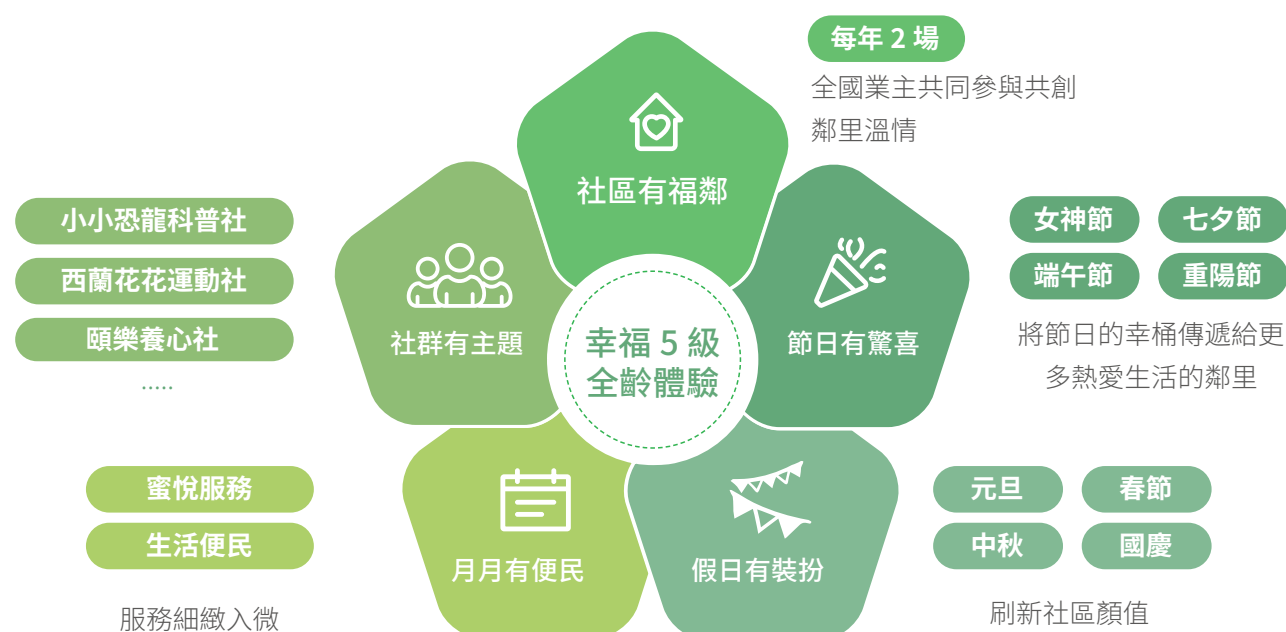 每年 2 場
全國業主共同參與共創
鄰里溫情
社區有福鄰
小小恐龍科普社
西蘭花花運動社
頤樂養心社
.....
社群有主題
幸福 5 級
全齡體驗
節日有驚喜
女神節 七夕節
端午節 重陽節
將節日的幸桶傳遞給更
多熱愛生活的鄰里
蜜悅服務
生活便民
服務細緻入微
月月有便民
假日有裝扮
元旦 春節
中秋 國慶
刷新社區顏值